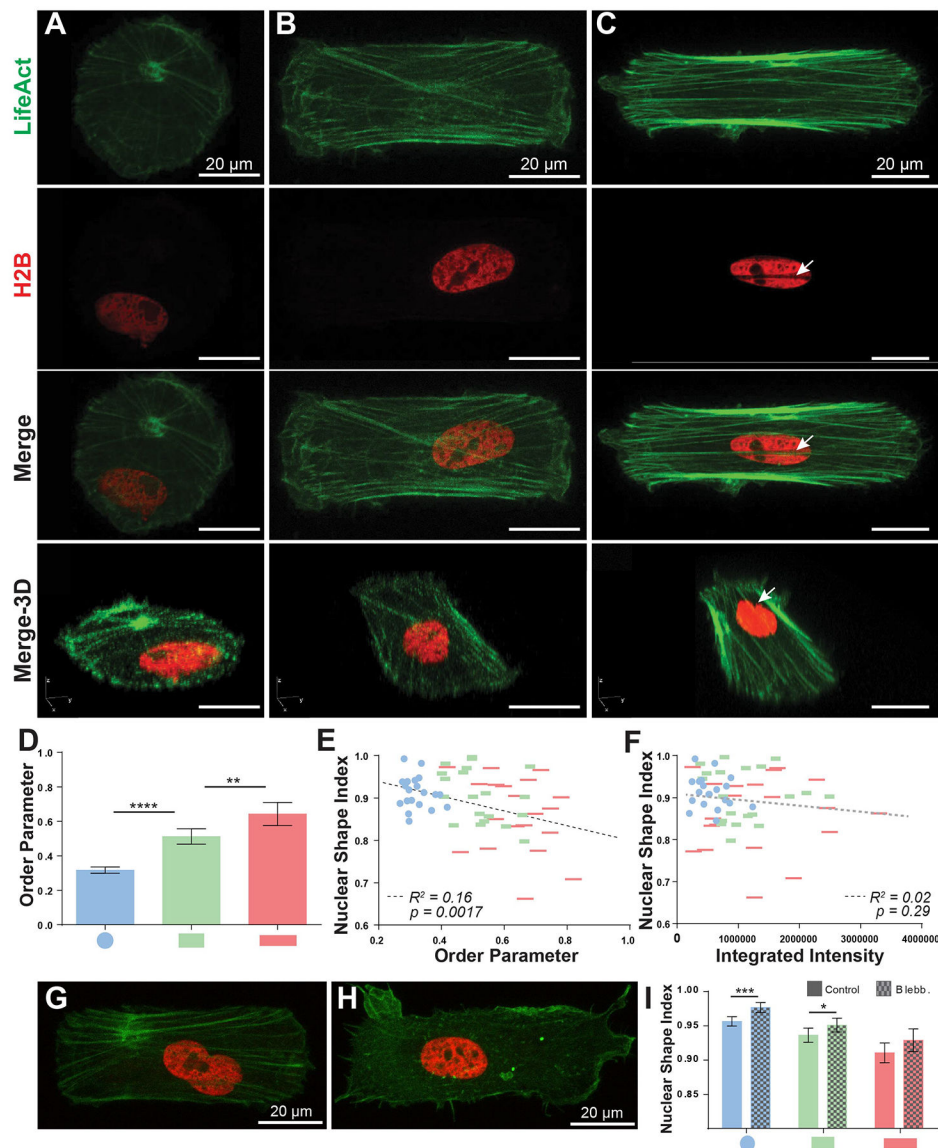 A
B
C
LifeAct
20 µm
20 µm
20 µm
H2B
Merge
Merge-3D
z
y
x
z
y
x
z
y
x
D
Order Parameter
1.0
0.8
0.6
0.4
0.2
0.0
****
**
E
Nuclear Shape Index
1.0
0.9
0.8
0.7
0.6
R² = 0.16
p = 0.0017
0.2
0.4
0.6
0.8
1.0
Order Parameter
F
Nuclear Shape Index
1.0
0.9
0.8
0.7
0.6
R² = 0.02
p = 0.29
0
1000000
2000000
3000000
4000000
Integrated Intensity
G
20 µm
H
20 µm
I
Control
Blebb.
Nuclear Shape Index
1.00
0.95
0.90
***
*